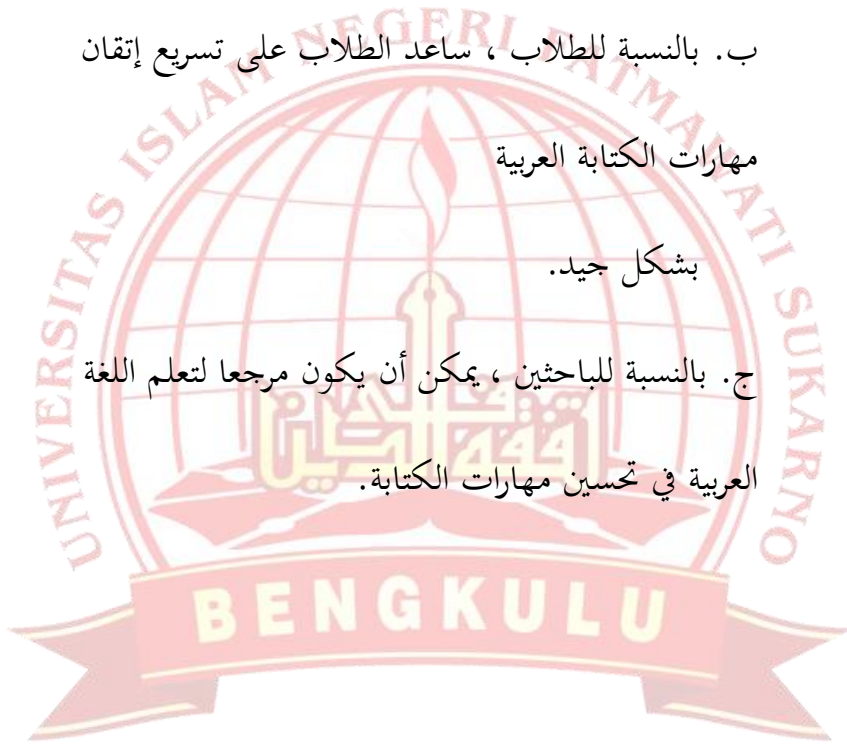 ب. بالنسبة للطلاب ، ساعد الطلاب على تسريع إتقان
مهارات الكتابة العربية
بشكل جيد.
ج. بالنسبة للباحثين ، يمكن أن يكون مرجعا لتعلم اللغة
العربية في تحسين مهارات الكتابة.
UNIVERSITAS ISLAM NEGERI FATMAWATI SUKARNO
BENGKULU